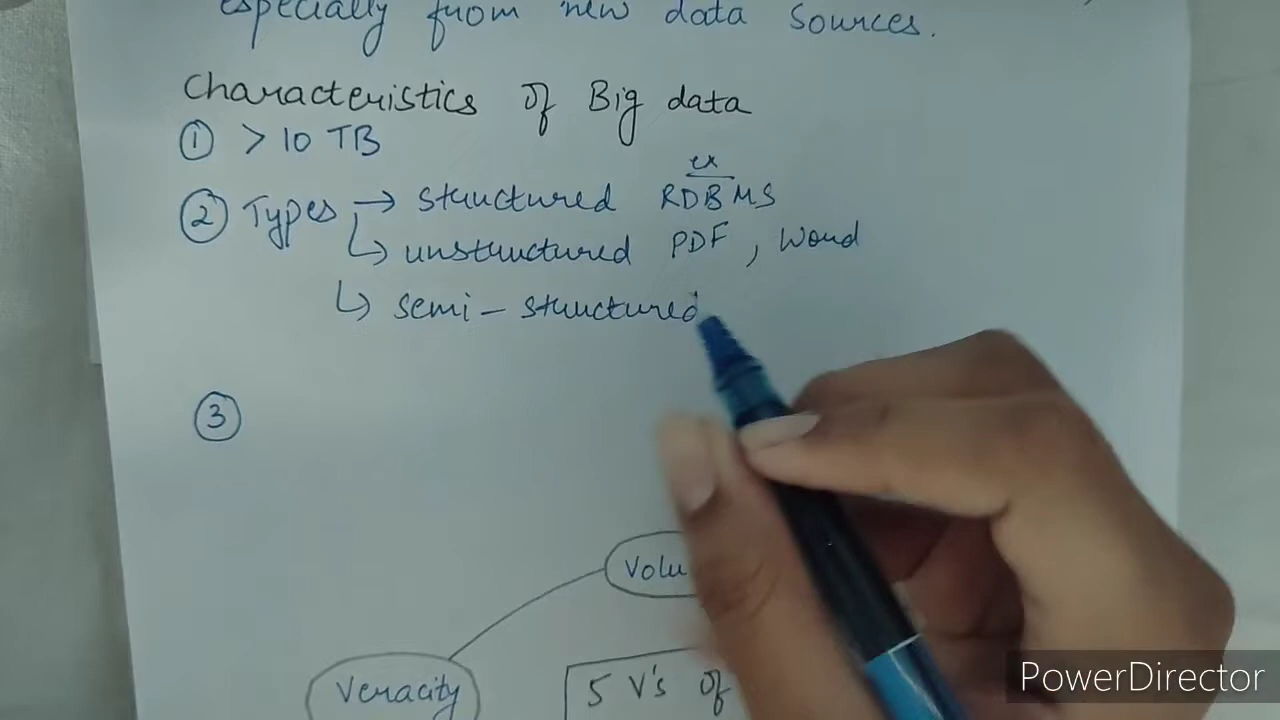 especially from new data sources.
Characteristics of Big data
① > 10 TB
② Types → structured ex RDBMS
↳ unstructured PDF, Word
↳ semi - structured
③
Volu
Veracity
5 V's of
PowerDirector